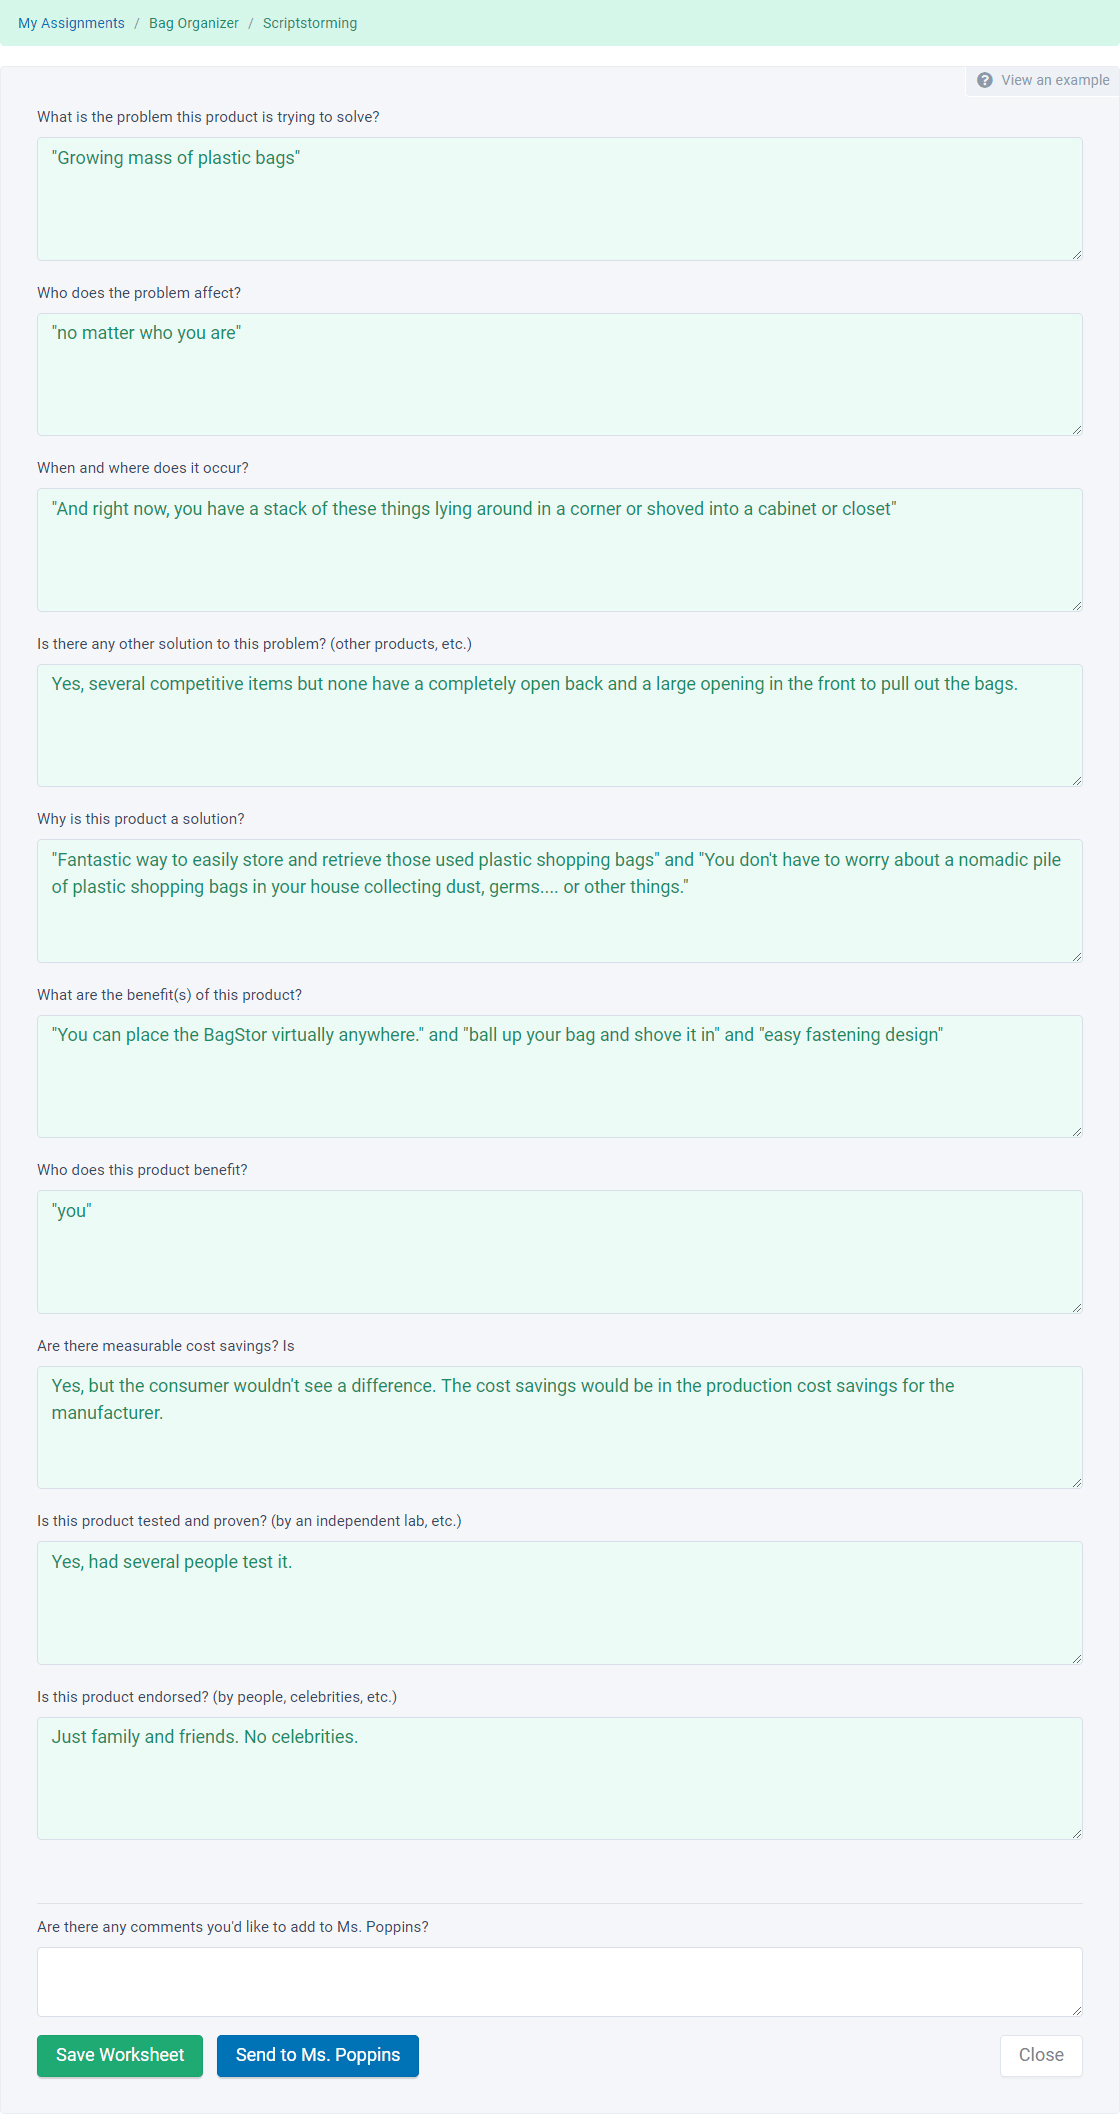 My Assignments / Bag Organizer / Scriptstorming
View an example
What is the problem this product is trying to solve?
"Growing mass of plastic bags"
Who does the problem affect?
"no matter who you are"
When and where does it occur?
"And right now, you have a stack of these things lying around in a corner or shoved into a cabinet or closet"
Is there any other solution to this problem? (other products, etc.)
Yes, several competitive items but none have a completely open back and a large opening in the front to pull out the bags.
Why is this product a solution?
"Fantastic way to easily store and retrieve those used plastic shopping bags" and "You don't have to worry about a nomadic pile
of plastic shopping bags in your house collecting dust, germs.... or other things."
What are the benefit(s) of this product?
"You can place the BagStor virtually anywhere." and "ball up your bag and shove it in" and "easy fastening design"
Who does this product benefit?
"you"
Are there measurable cost savings? Is
Yes, but the consumer wouldn't see a difference. The cost savings would be in the production cost savings for the
manufacturer.
Is this product tested and proven? (by an independent lab, etc.)
Yes, had several people test it.
Is this product endorsed? (by people, celebrities, etc.)
Just family and friends. No celebrities.
Are there any comments you'd like to add to Ms. Poppins?
Save Worksheet Send to Ms. Poppins Close